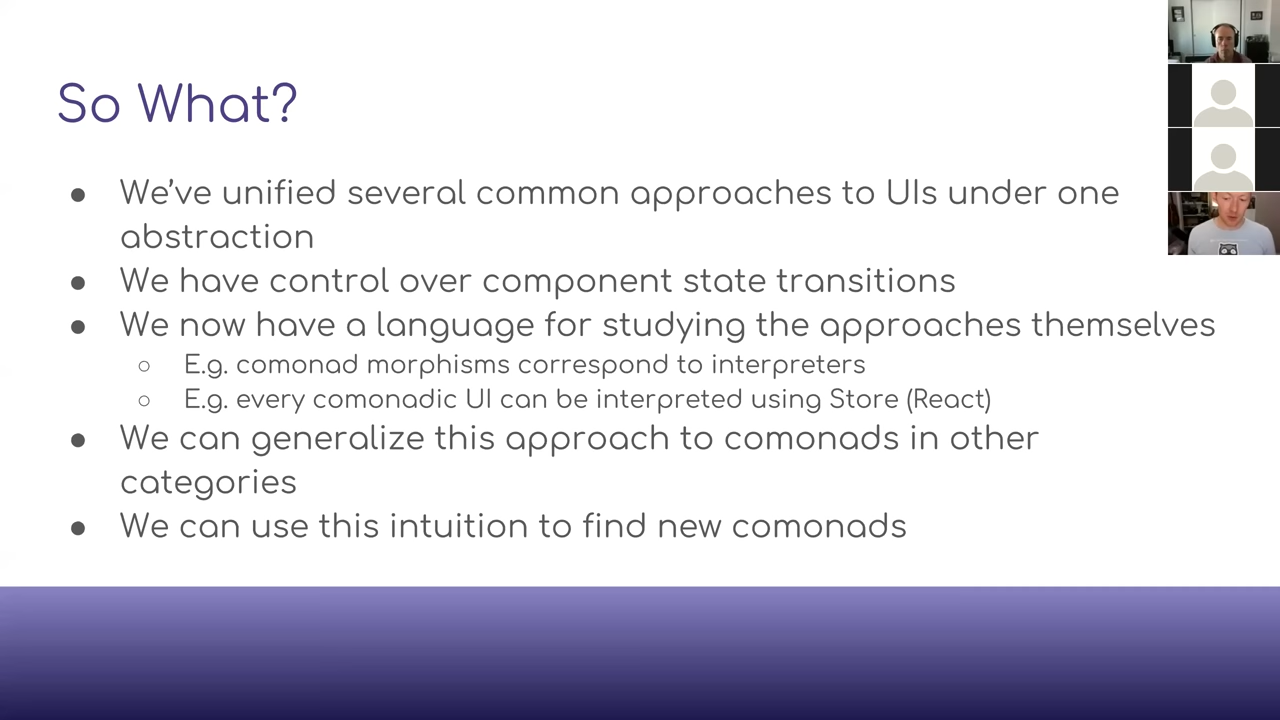 So What?
● We've unified several common approaches to UIs under one
abstraction
● We have control over component state transitions
● We now have a language for studying the approaches themselves
○ E.g. comonad morphisms correspond to interpreters
○ E.g. every comonadic UI can be interpreted using Store (React)
● We can generalize this approach to comonads in other
categories
● We can use this intuition to find new comonads